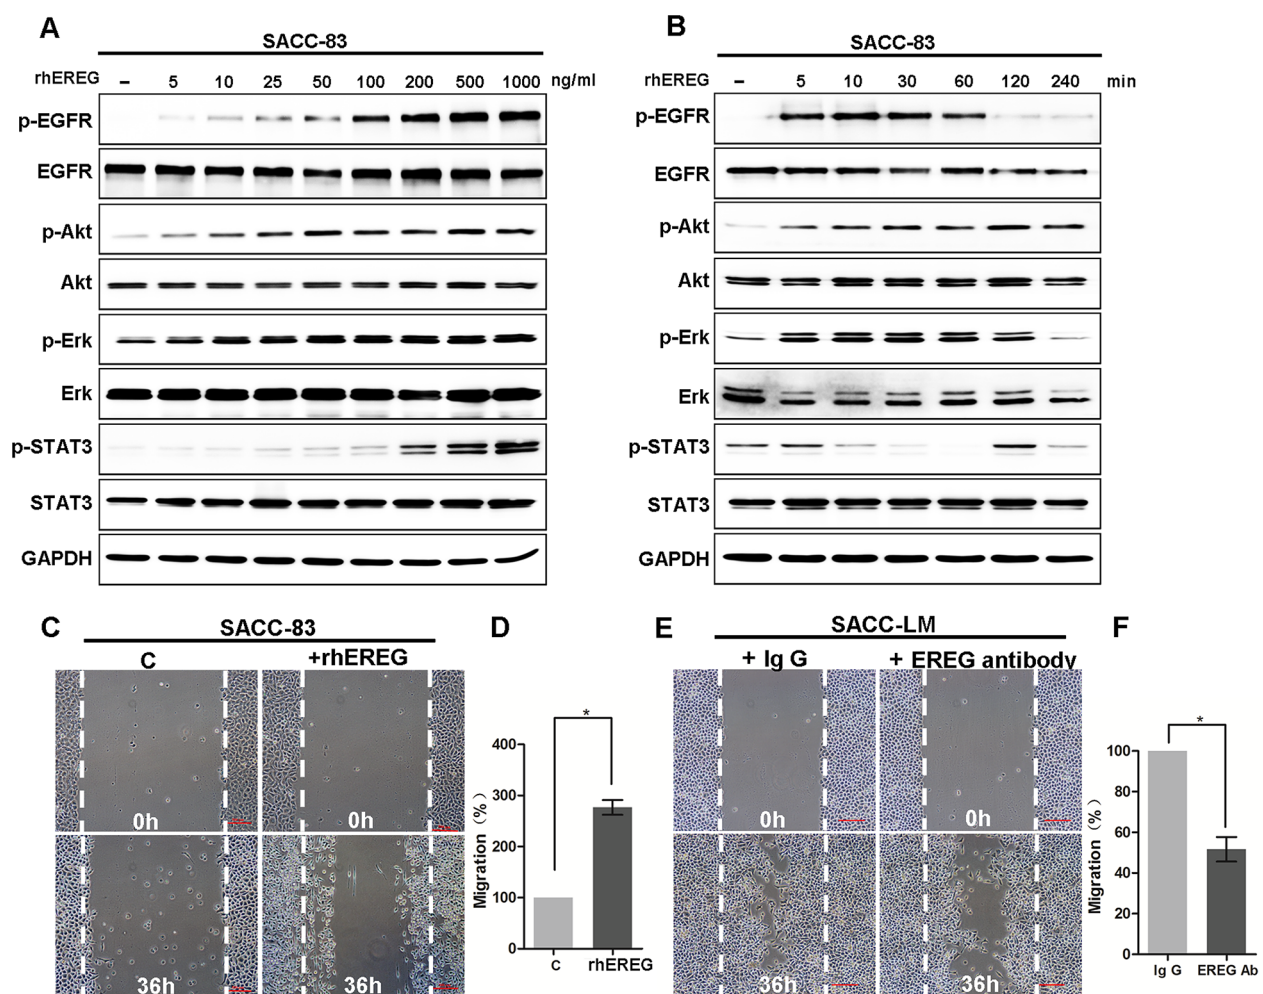 A
SACC-83
rhEREG – 5 10 25 50 100 200 500 1000 ng/ml
p-EGFR
EGFR
p-Akt
Akt
p-Erk
Erk
p-STAT3
STAT3
GAPDH
B
SACC-83
rhEREG – 5 10 30 60 120 240 min
p-EGFR
EGFR
p-Akt
Akt
p-Erk
Erk
p-STAT3
STAT3
GAPDH
C
SACC-83
C +rhEREG
0h 0h
36h 36h
D
*
Migration (%)
400
300
200
100
0
C rhEREG
E
SACC-LM
+ Ig G + EREG antibody
0h 0h
36h 36h
F
*
Migration (%)
100
80
60
40
20
0
Ig G EREG Ab